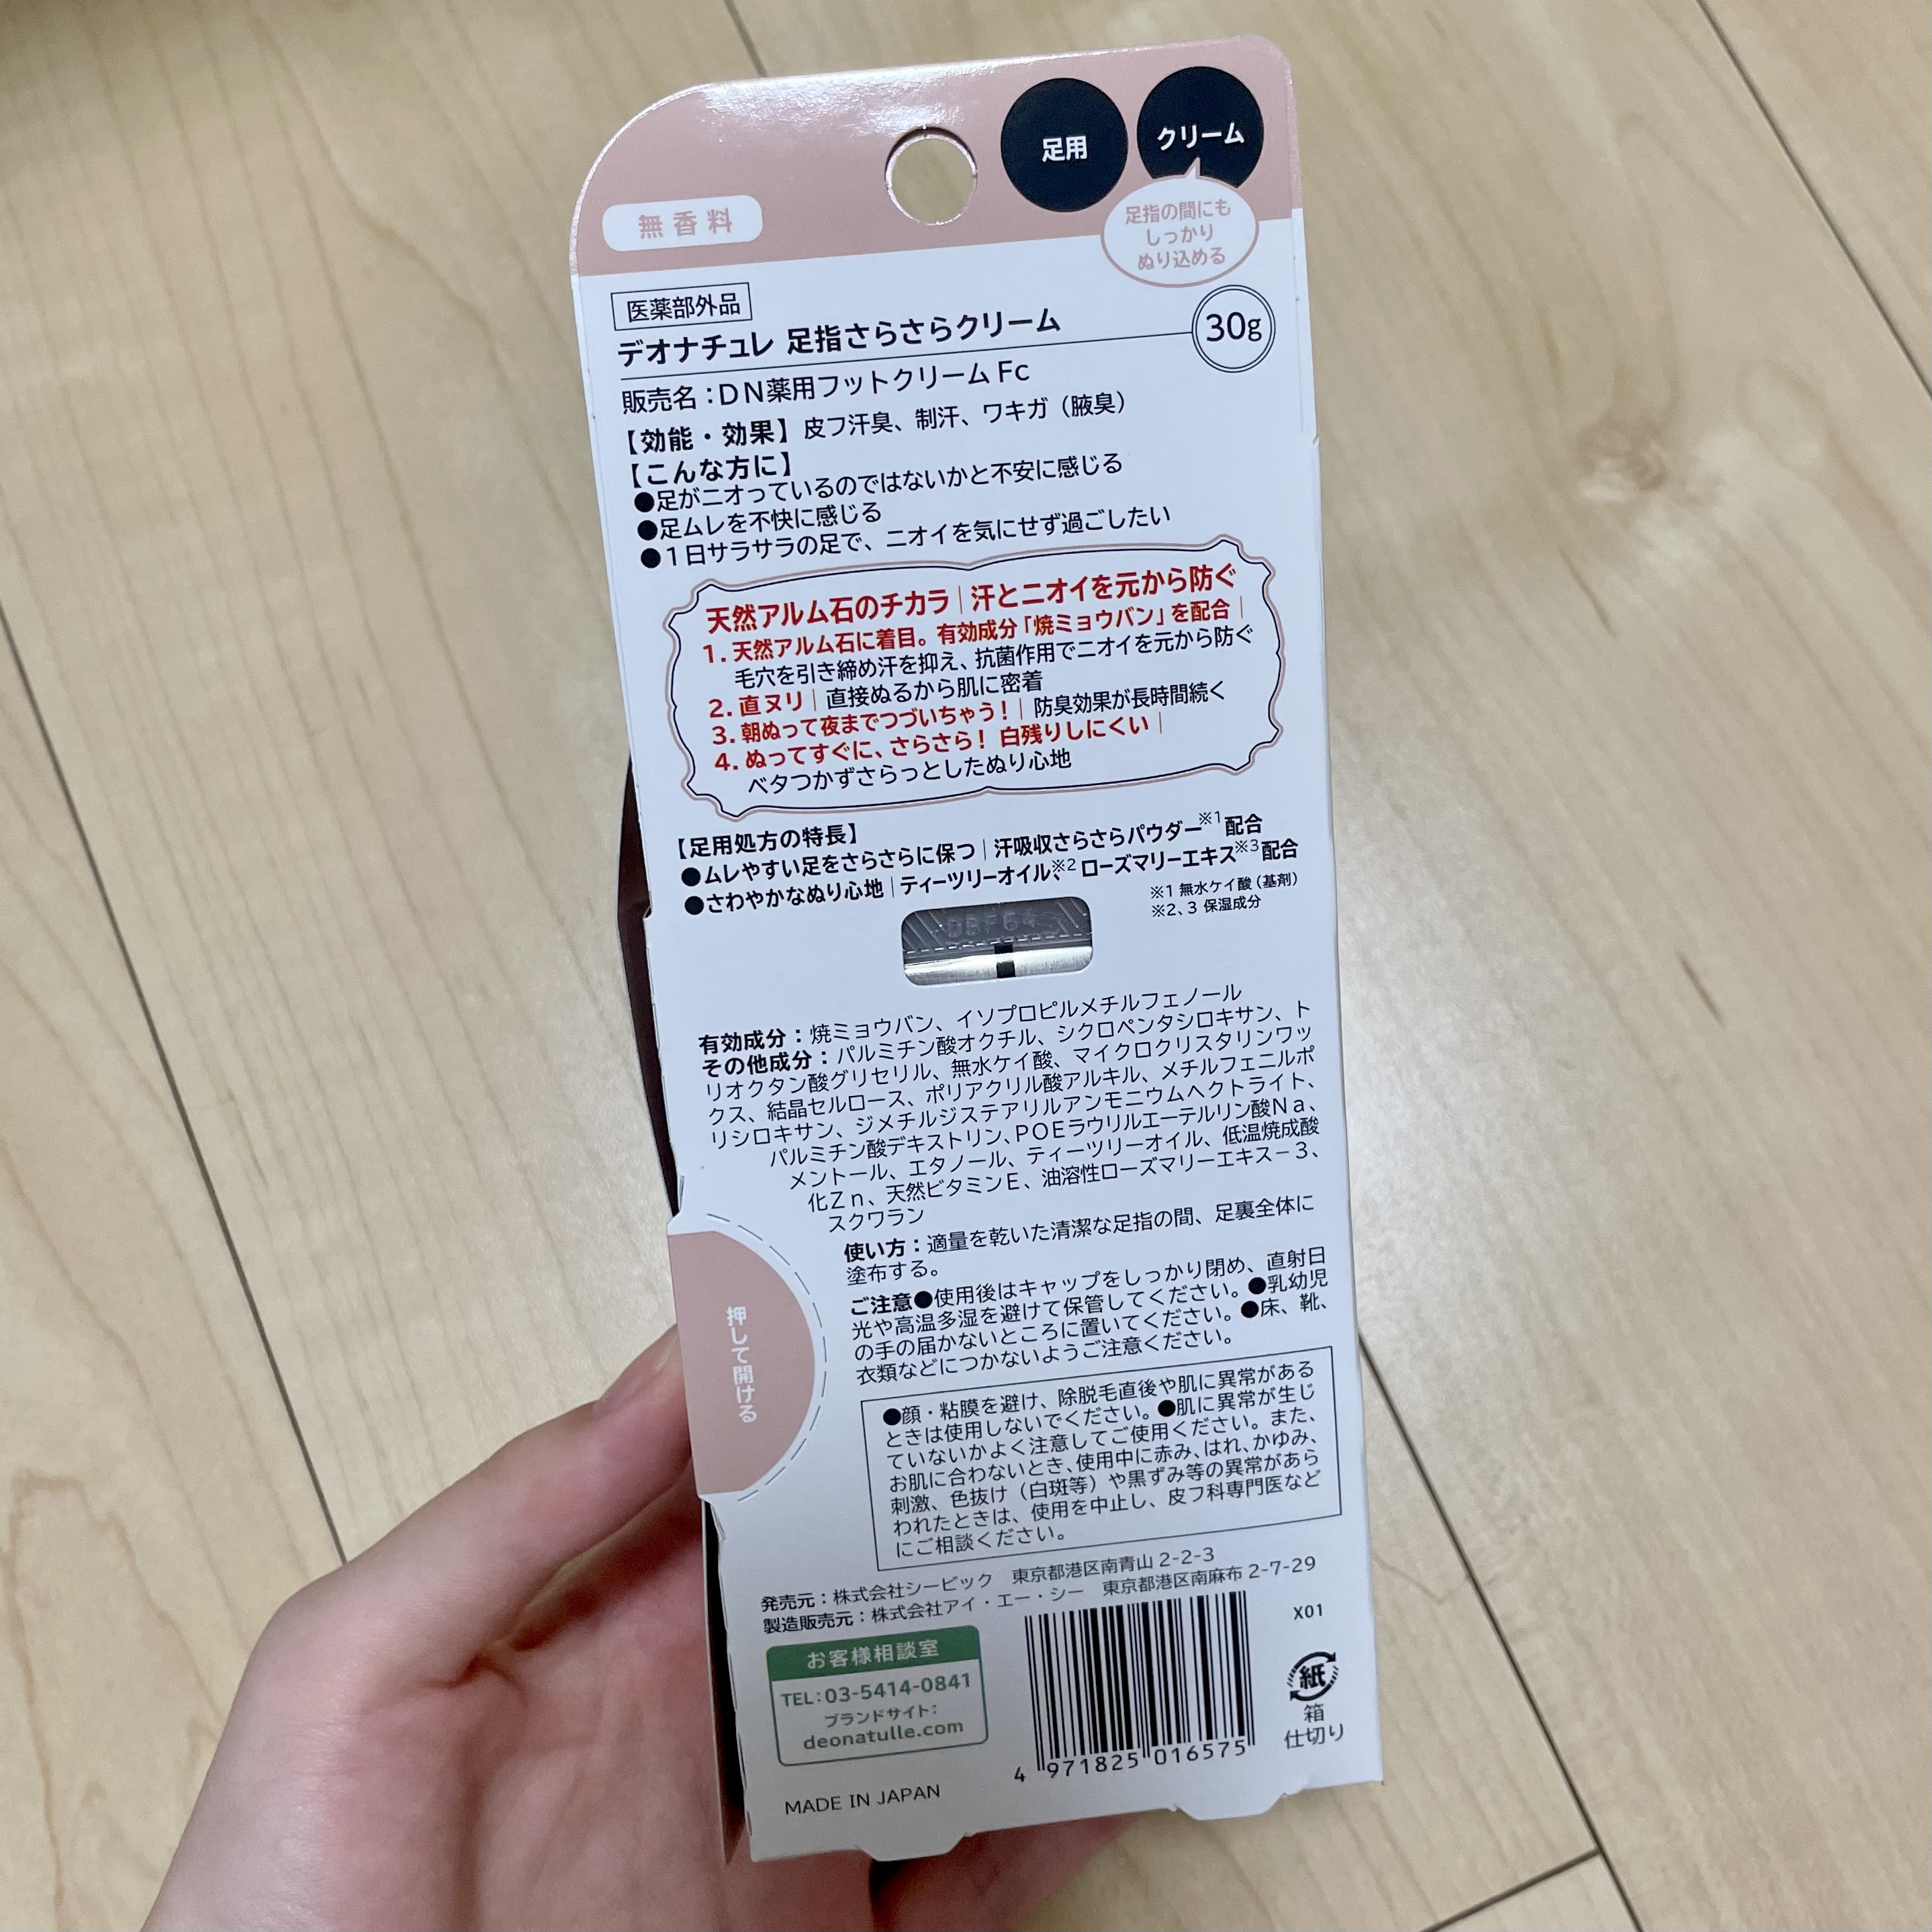 足用
クリーム
無香料
足指の間にも
しっかり
ぬり込める
医薬部外品
デオナチュレ 足指さらさらクリーム
30g
販売名：DN薬用フットクリーム Fc
【効能・効果】皮フ汗臭、制汗、ワキガ（腋臭）
【こんな方に】
●足がニオっているのではないかと不安に感じる
●足ムレを不快に感じる
●1日サラサラの足で、ニオイを気にせず過ごしたい
天然アルム石のチカラ｜汗とニオイを元から防ぐ
1. 天然アルム石に着目。有効成分「焼ミョウバン」を配合｜
毛穴を引き締め汗を抑え、抗菌作用でニオイを元から防ぐ
2. 直ヌリ｜直接ぬるから肌に密着
3. 朝ぬって夜までつづいちゃう！｜防臭効果が長時間続く
4. ぬってすぐに、さらさら！ 白残りしにくい｜
ベタつかずさらっとしたぬり心地
【足用処方の特長】
●ムレやすい足をさらさらに保つ｜汗吸収さらさらパウダー※1配合
●さわやかなぬり心地｜ティーツリーオイル※2、ローズマリーエキス※3配合
※1 無水ケイ酸（基剤）
※2、3 保湿成分
有効成分：焼ミョウバン、イソプロピルメチルフェノール
その他成分：パルミチン酸オクチル、シクロペンタシロキサン、ト
リオクタン酸グリセリル、無水ケイ酸、マイクロクリスタリンワッ
クス、結晶セルロース、ポリアクリル酸アルキル、メチルフェニルポ
リシロキサン、ジメチルジステアリルアンモニウムヘクトライト、
パルミチン酸デキストリン、POEラウリルエーテルリン酸Na、
メントール、エタノール、ティーツリーオイル、低温焼成酸
化Zn、天然ビタミンE、油溶性ローズマリーエキス－3、
スクワラン
使い方：適量を乾いた清潔な足指の間、足裏全体に
塗布する。
ご注意●使用後はキャップをしっかり閉め、直射日
光や高温多湿を避けて保管してください。●乳幼児
の手の届かないところに置いてください。●床、靴、
衣類などにつかないようご注意ください。
押して開ける
●顔・粘膜を避け、除脱毛直後や肌に異常がある
ときは使用しないでください。●肌に異常が生じ
ていないかよく注意してご使用ください。また、
お肌に合わないとき、使用中に赤み、はれ、かゆみ、
刺激、色抜け（白斑等）や黒ずみ等の異常があら
われたときは、使用を中止し、皮フ科専門医など
にご相談ください。
発売元：株式会社シービック 東京都港区南青山 2-2-3
製造販売元：株式会社アイ・エー・シー 東京都港区南麻布 2-7-29
お客様相談室
TEL：03-5414-0841
ブランドサイト：
deonatulle.com
MADE IN JAPAN
4 971825 016575
X01
紙
箱
仕切り